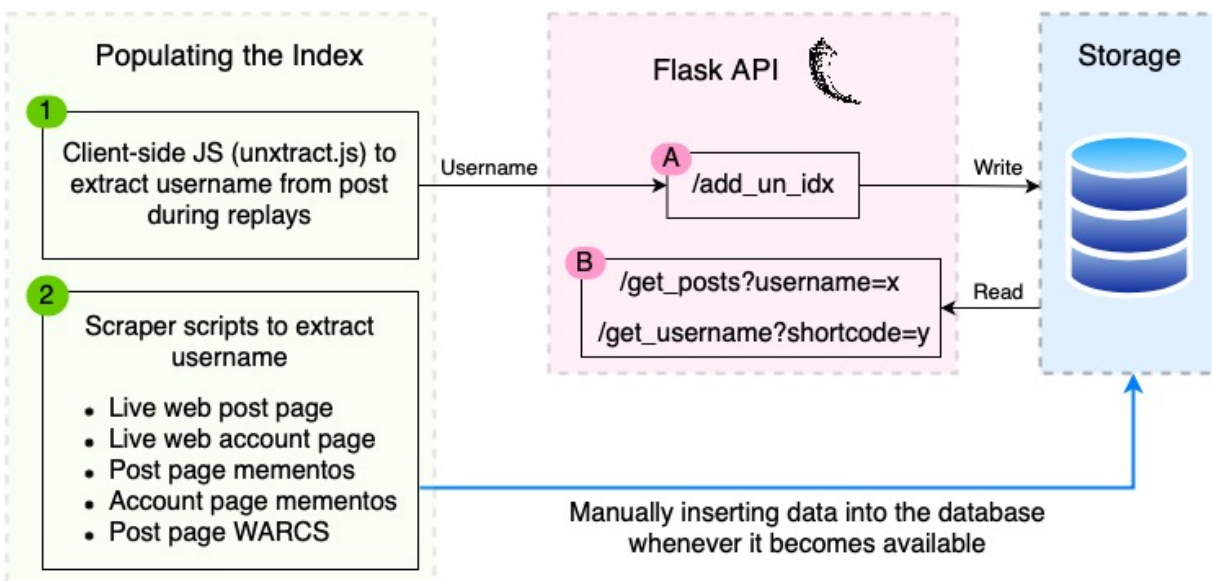 Populating the Index
1
Client-side JS (unxtract.js) to
extract username from post
during replays
2
Scraper scripts to extract
username
• Live web post page
• Live web account page
• Post page mementos
• Account page mementos
• Post page WARCS
Username
Flask API
A
/add_un_idx
B
/get_posts?username=x
/get_username?shortcode=y
Write
Read
Storage
Manually inserting data into the database
whenever it becomes available